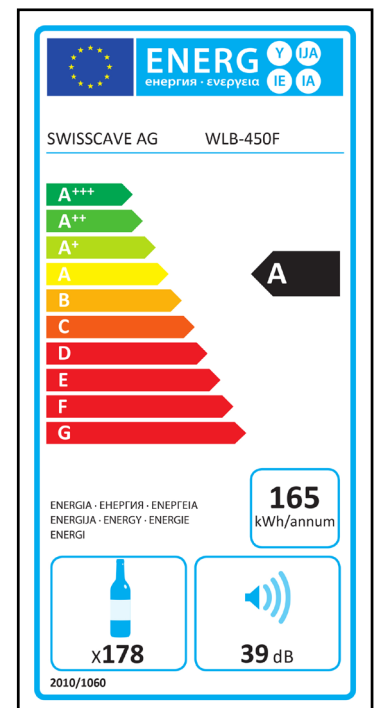 ENERG Y IJA
енергия · ενεργεια IE IA
SWISSCAVE AG WLB-450F
A+++
A++
A+
A
A
B
C
D
E
F
G
165
kWh/annum
ENERGIA · ЕНЕРГИЯ · ΕΝΕΡΓΕΙΑ
ENERGIJA · ENERGY · ENERGIE
ENERGI
X178
39 dB
2010/1060